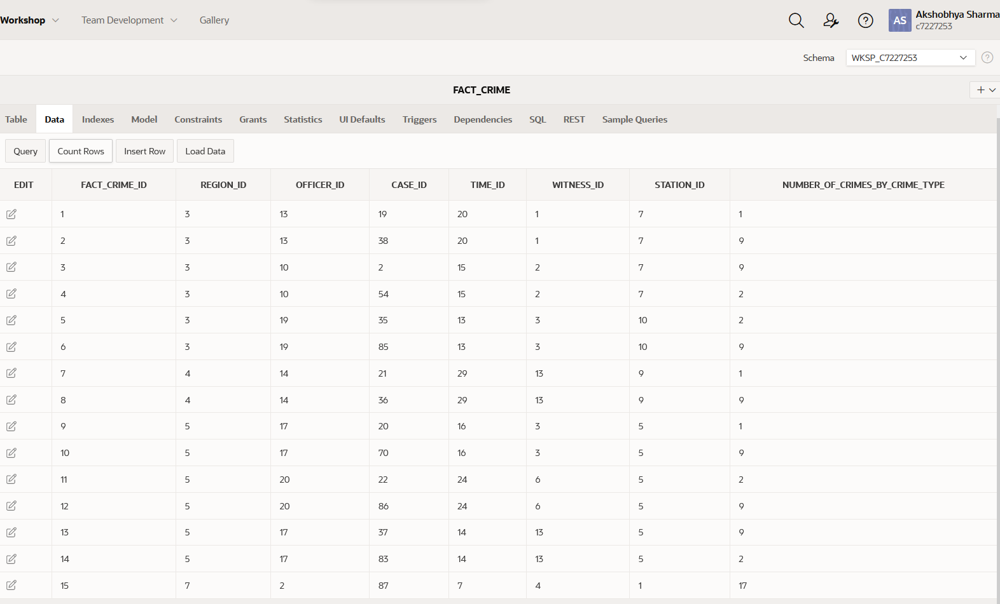 Workshop Team Development Gallery AS Akshobhya Sharma
c7227253
Schema WKSP_C7227253
FACT_CRIME
Table Data Indexes Model Constraints Grants Statistics UI Defaults Triggers Dependencies SQL REST Sample Queries
Query Count Rows Insert Row Load Data
EDIT FACT_CRIME_ID REGION_ID OFFICER_ID CASE_ID TIME_ID WITNESS_ID STATION_ID NUMBER_OF_CRIMES_BY_CRIME_TYPE
1 3 13 19 20 1 7 1
2 3 13 38 20 1 7 9
3 3 10 2 15 2 7 9
4 3 10 54 15 2 7 2
5 3 19 35 13 3 10 2
6 3 19 85 13 3 10 9
7 4 14 21 29 13 9 1
8 4 14 36 29 13 9 9
9 5 17 20 16 3 5 1
10 5 17 70 16 3 5 9
11 5 20 22 24 6 5 2
12 5 20 86 24 6 5 9
13 5 17 37 14 13 5 9
14 5 17 83 14 13 5 2
15 7 2 87 7 4 1 17